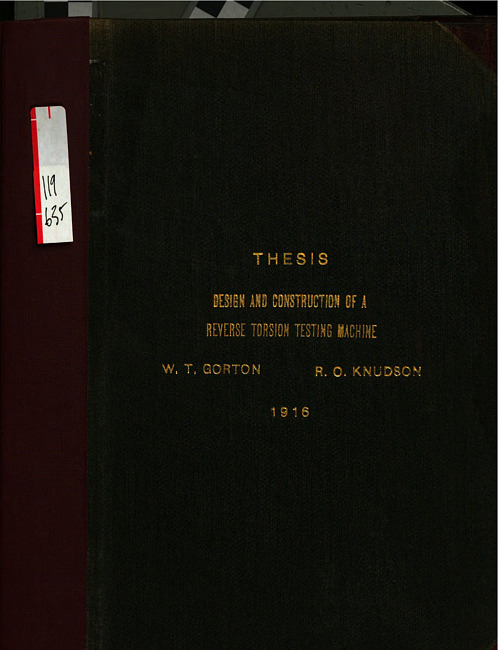 119
635
THESIS
DESIGN AND CONSTRUCTION OF A
REVERSE TORSION TESTING MACHINE
W. T. GORTON R. O. KNUDSON
1916